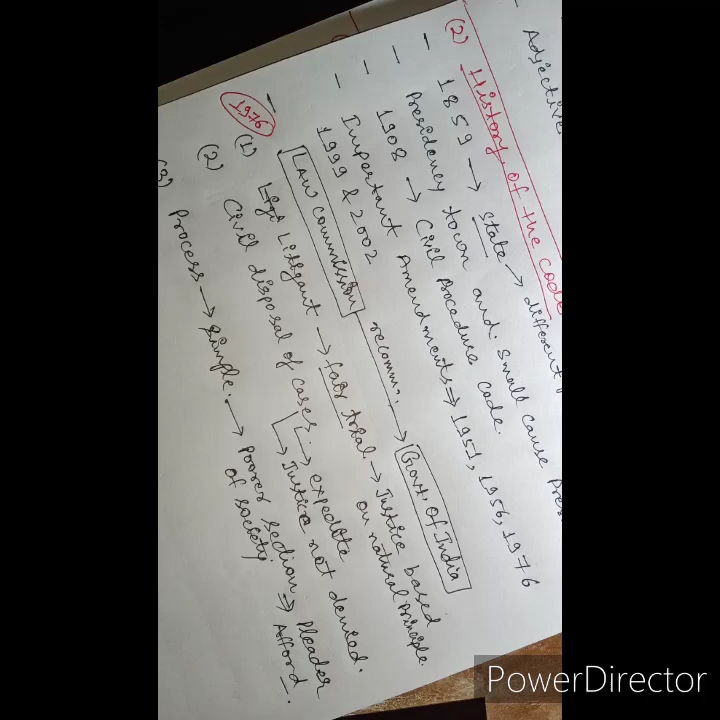 Adjective
(2) History of the code
- 1859 → State → different
Presidency town and. Small cause
- 1908 → Civil Procedure Code.
- Important Amendments → 1951, 1956, 1976
- 1999 & 2002
LAW Commission recomm. → Govt. of India
- 1976
(1) Litigant → fair trial. → Justice based on natural Principle.
(2) Civil disposal of cases. → expedite
→ Justice not denied.
(3) Process → Simple. → Poorer section → Pleader
of society. Afford.
PowerDirector